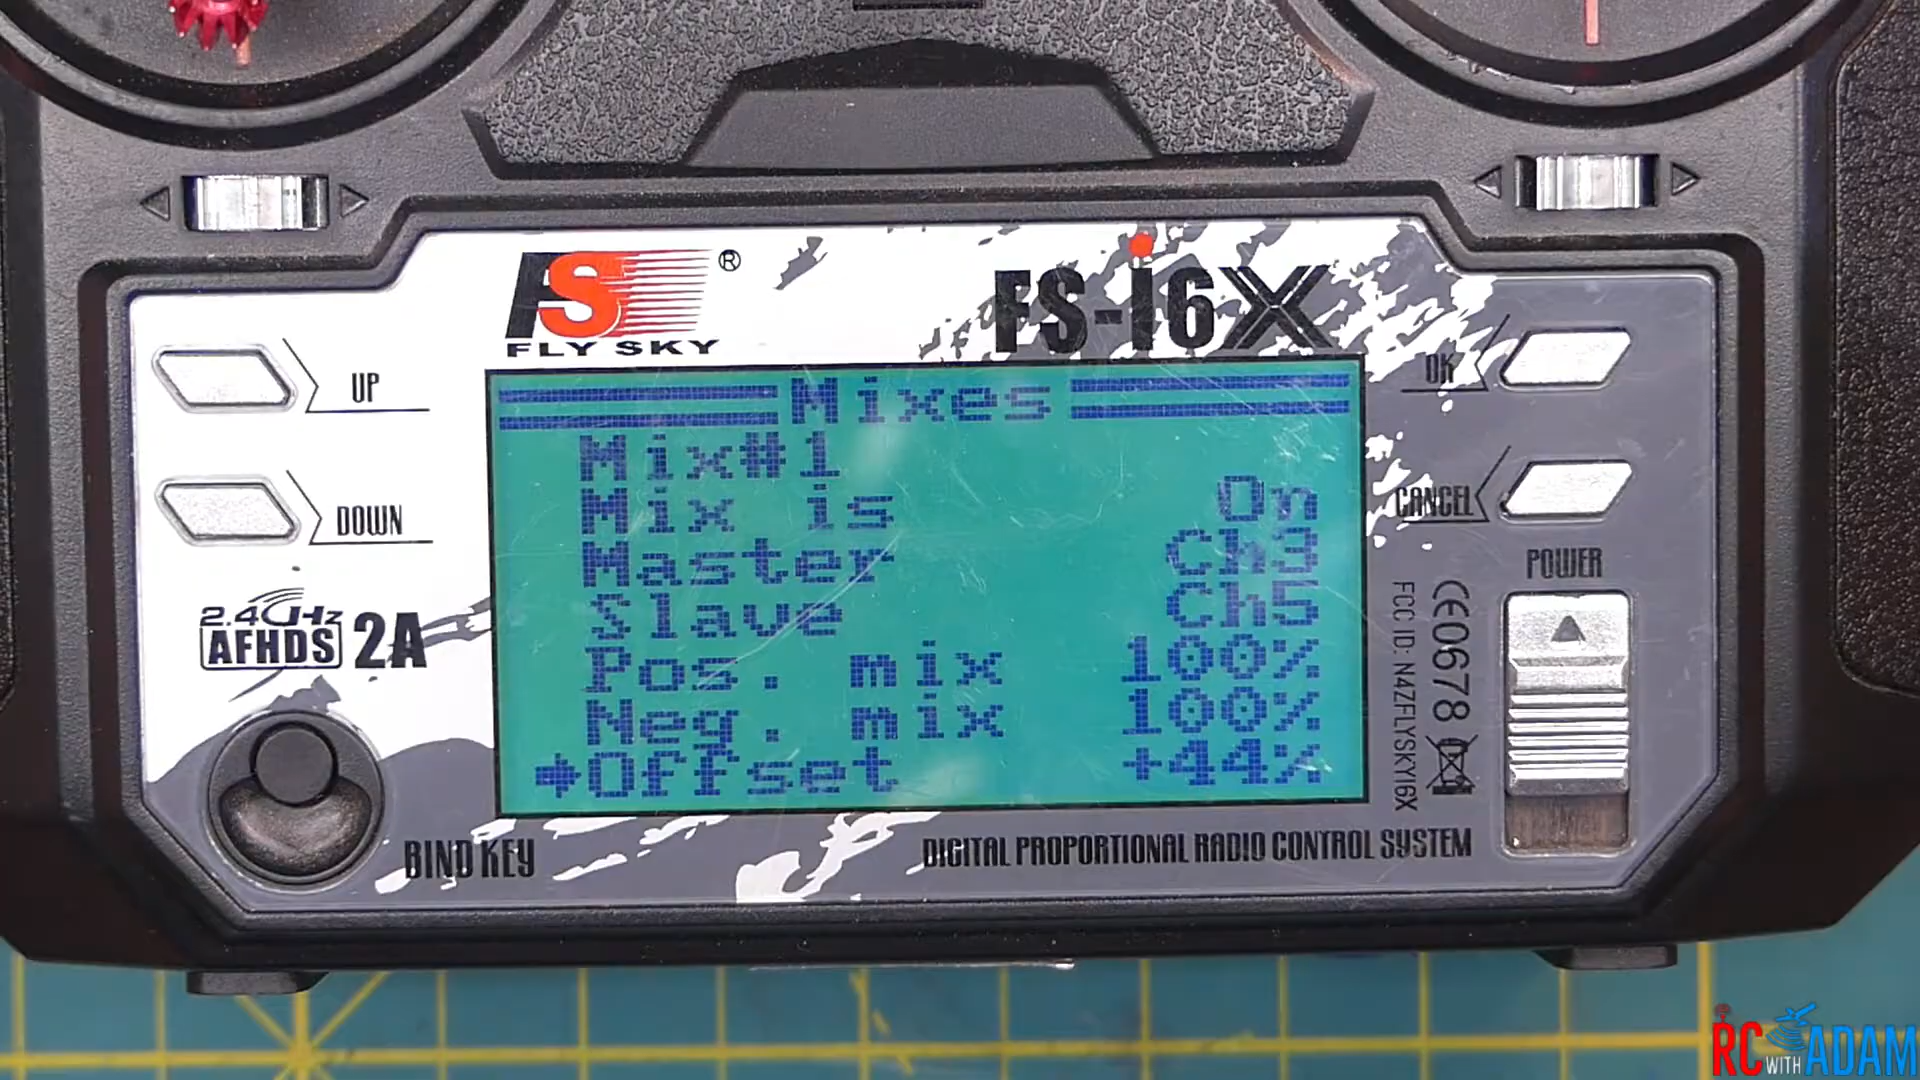 FS®
FLY SKY
FS-i6X
UP
DOWN
OK
CANCEL
POWER
Mixes
Mix#1
Mix is On
Master Ch3
Slave Ch5
Pos. mix 100%
Neg. mix 100%
Offset +44%
2.4GHz
AFHDS 2A
BIND KEY
DIGITAL PROPORTIONAL RADIO CONTROL SYSTEM
CE0678
FCC ID: N4ZFLYSKYI6X
RC WITH ADAM